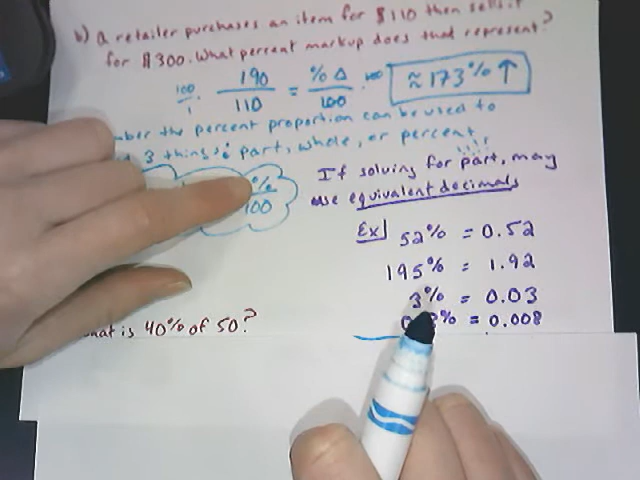 b) A retailer purchases an item for $110 then sells it
for $300. What percent markup does that represent?
100/1 · 190/110 = % Δ/100 · 100 ≈ 173% ↑
the percent proportion can be used to
3 things: part, whole, or percent.
If solving for part, may
use equivalent decimals
%/100
Ex) 52% = 0.52
195% = 1.92
3% = 0.03
% = 0.008
is 40% of 50?